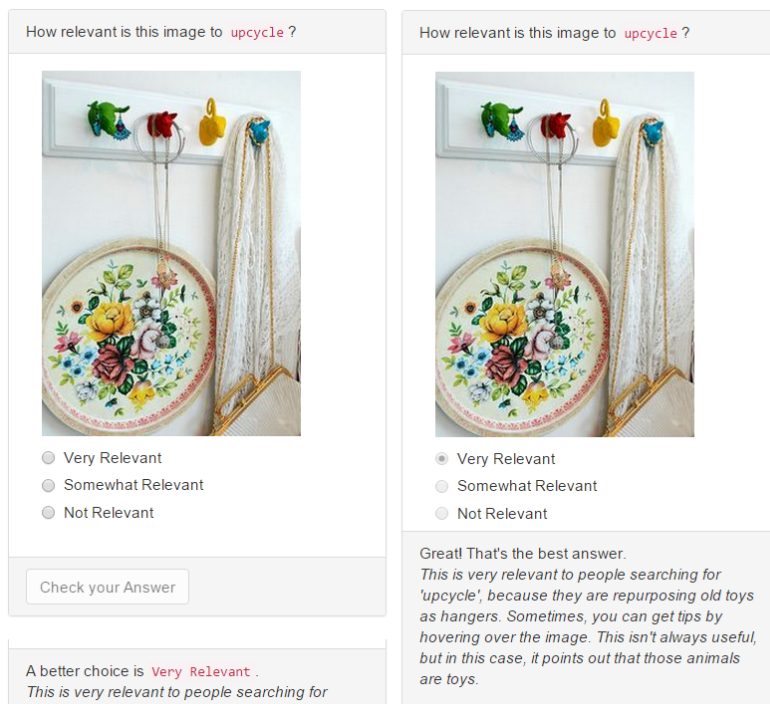 How relevant is this image to upcycle ?
Very Relevant
Somewhat Relevant
Not Relevant
Check your Answer
A better choice is Very Relevant .
This is very relevant to people searching for
How relevant is this image to upcycle ?
Very Relevant
Somewhat Relevant
Not Relevant
Great! That's the best answer.
This is very relevant to people searching for
'upcycle', because they are repurposing old toys
as hangers. Sometimes, you can get tips by
hovering over the image. This isn't always useful,
but in this case, it points out that those animals
are toys.